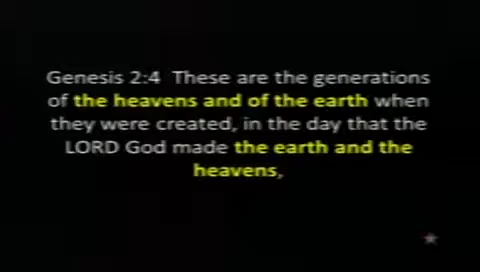 Genesis 2:4 These are the generations
of the heavens and of the earth when
they were created, in the day that the
LORD God made the earth and the
heavens,